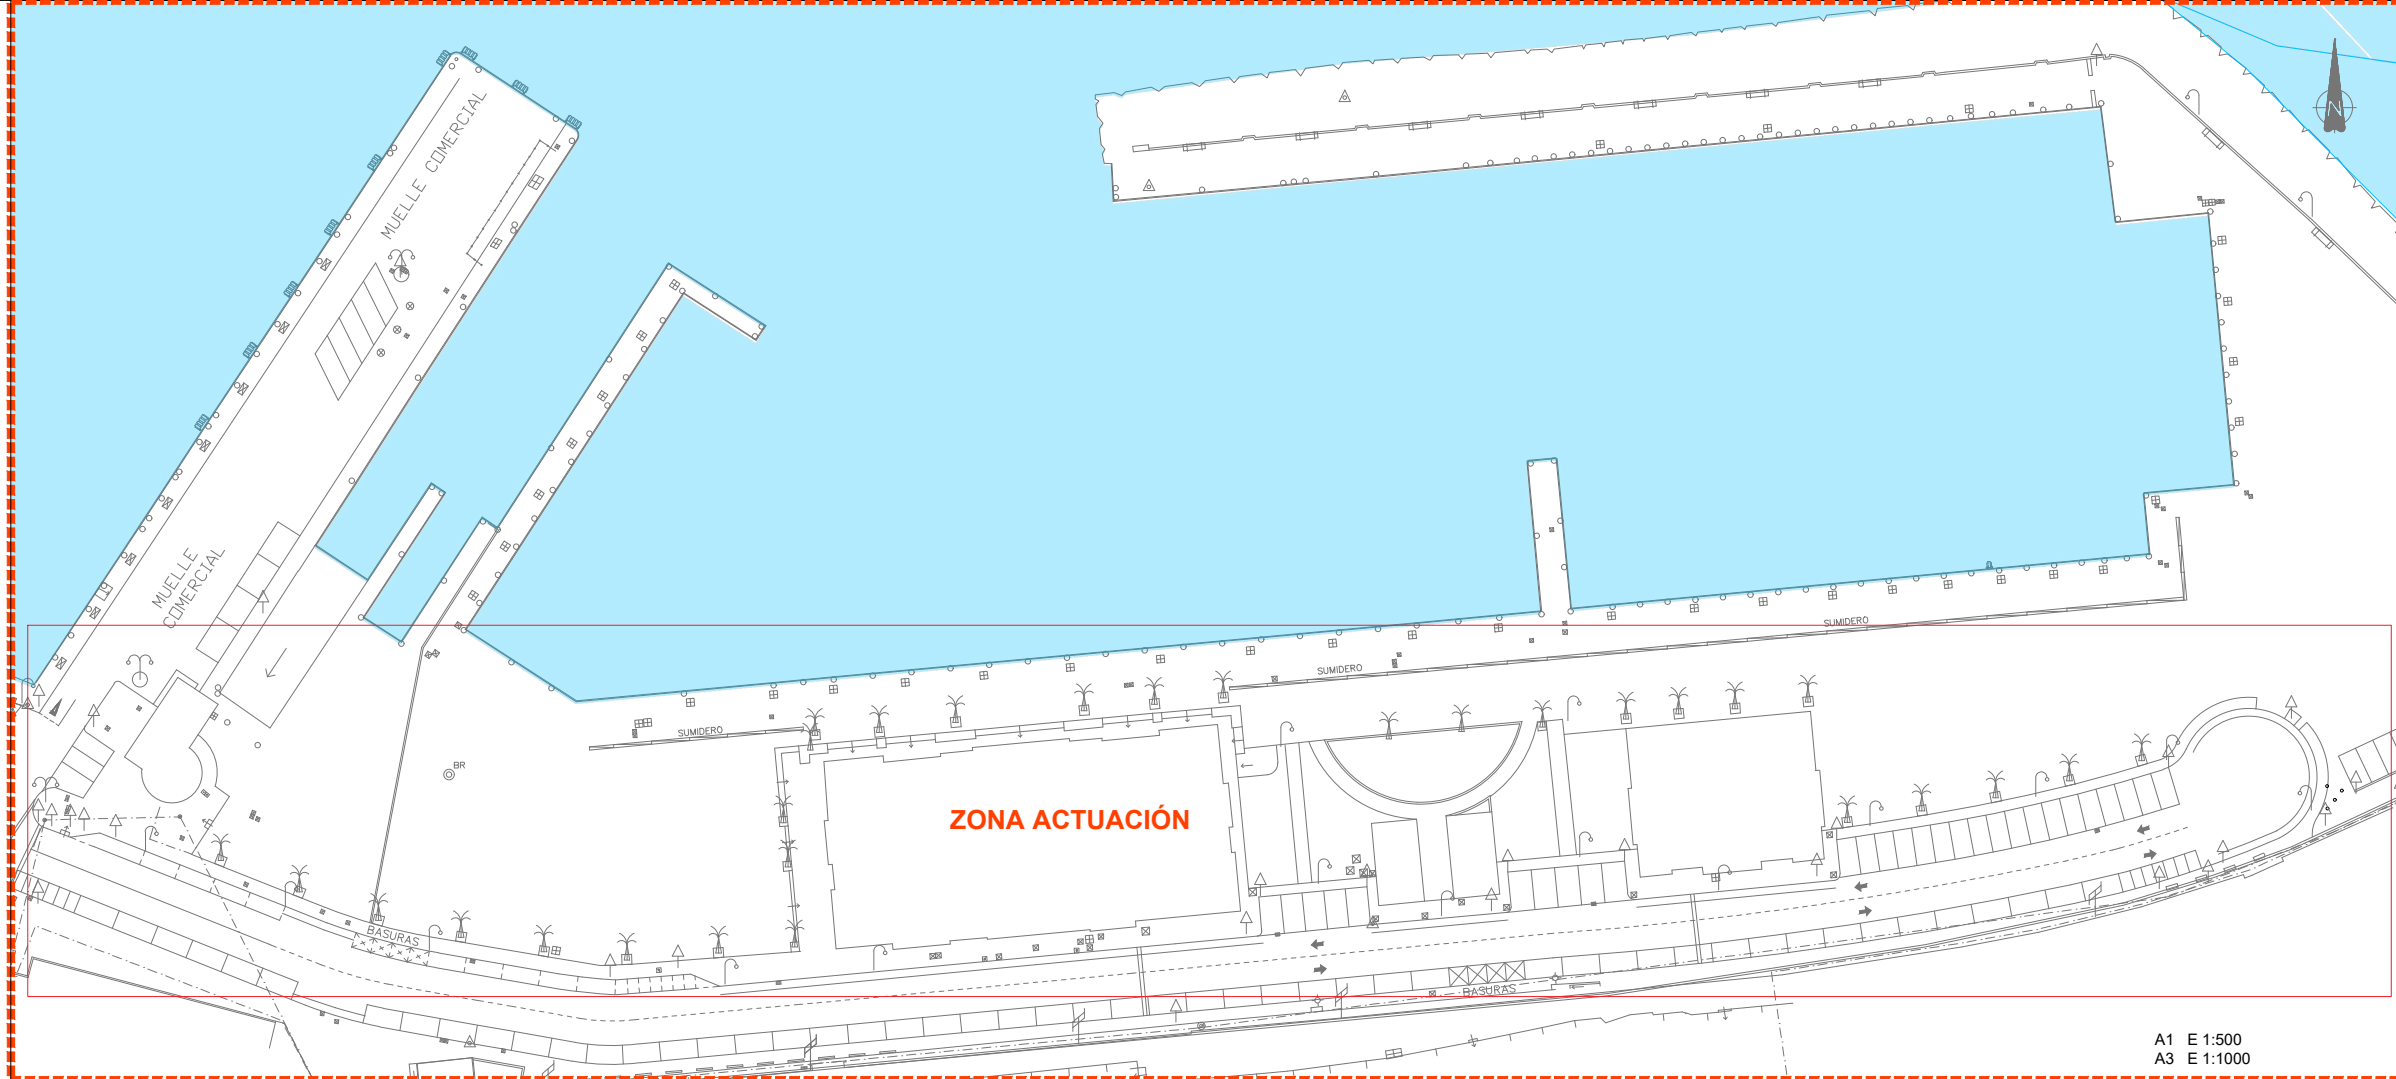 MUELLE COMERCIAL
N
MUELLE
COMERCIAL
SUMIDERO
SUMIDERO
SUMIDERO
BR
ZONA ACTUACIÓN
BASURAS
BASURAS
A1 E 1:500
A3 E 1:1000